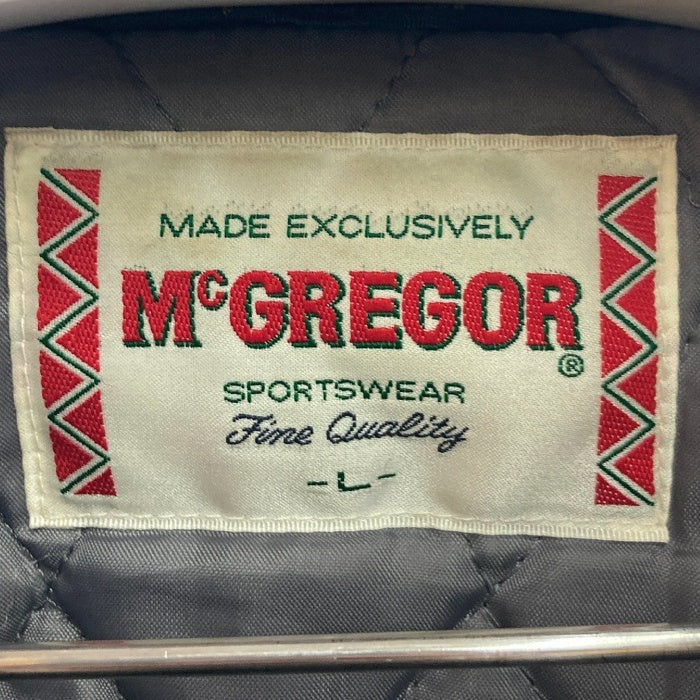 MADE EXCLUSIVELY
McGREGOR
®
SPORTSWEAR
Fine Quality
-L-